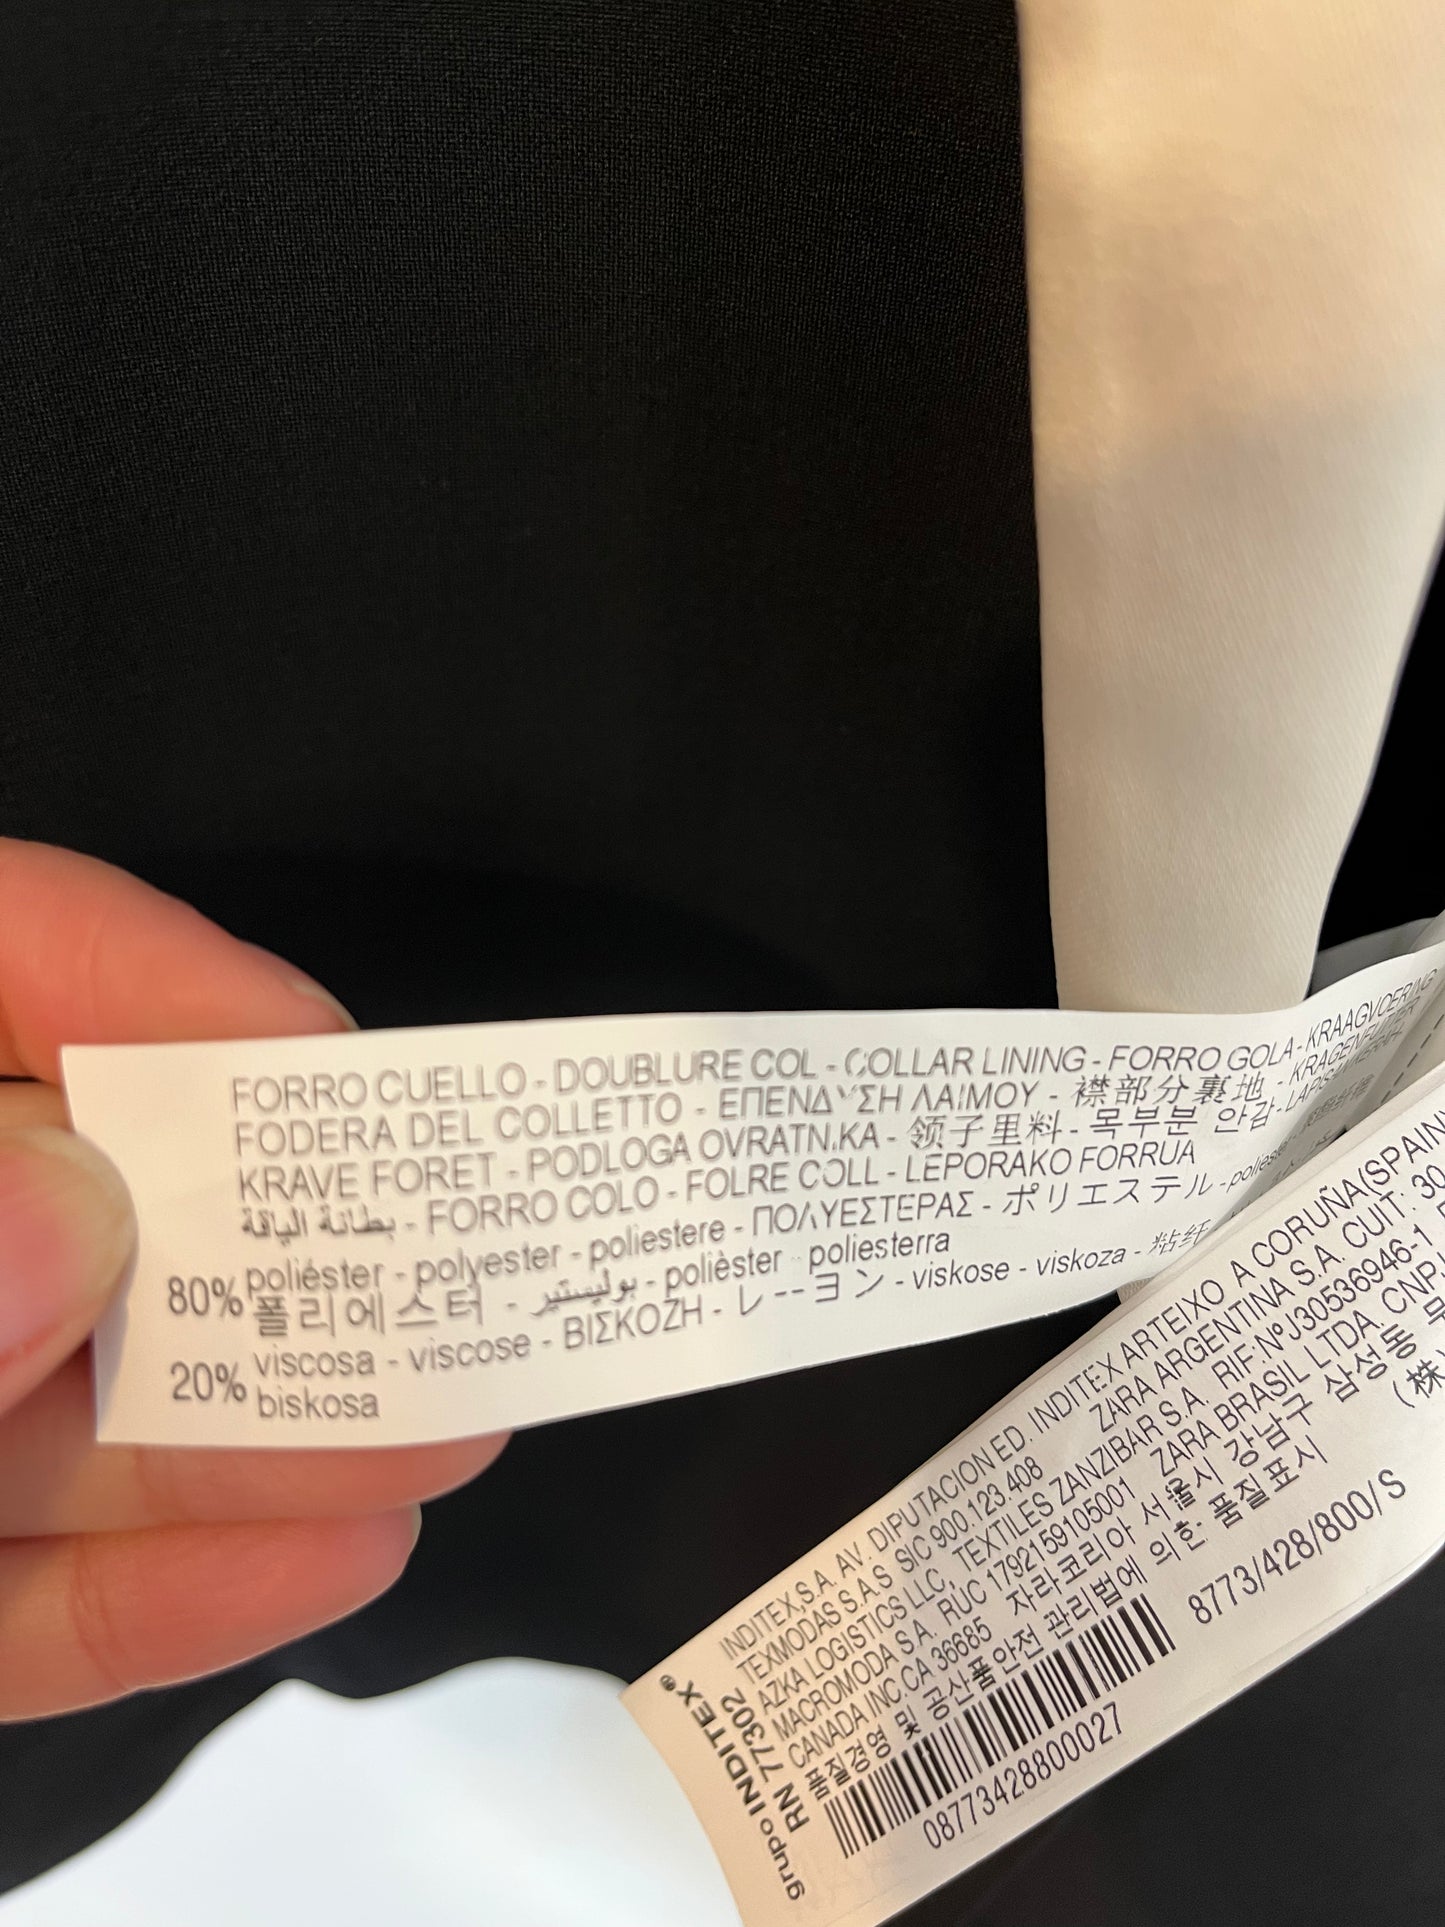 FORRO CUELLO - DOUBLURE COL - COLLAR LINING - FORRO GOLA - KRAAGVOERING
FODERA DEL COLLETTO - ΕΠΕΝΔΥΣΗ ΛΑΙΜΟΥ - 襟部分裏地 - KRAGENFUTTER
KRAVE FORET - PODLOGA OVRATNIKA - 领子里料 - 목부분 안감 -
بطانة الياقة - FORRO COLO - FOLRE COLL - LEPORAKO FORRUA
80% poliéster - polyester - poliestere - ΠΟΛΥΕΣΤΕΡΑΣ - ポリエステル - poliester
폴리에스터 - بوليستير - polièster - poliesterra
20% viscosa - viscose - ΒΙΣΚΟΖΗ - レーヨン - viskose - viskoza - 粘纤
biskosa
INDITEX,S.A. AV. DIPUTACION ED. INDITEX ARTEIXO A CORUÑA(SPAIN)
TEXMODAS S.A.S SIC 900.123.408 ZARA ARGENTINA S.A. CUIT: 30
AZKA LOGISTICS LLC, TEXTILES ZANZIBAR S.A. RIF:NºJ30536946-1
MACROMODA S.A. RUC 1792159105001 ZARA BRASIL LTDA. CNPJ
CANADA INC.CA 36685 자라코리아 서울시 강남구 삼성동
품질경영 및 공산품안전 관리법에 의한 품질표시 (株)
grupo INDITEX®
RN 77302
8773/428/800/S
08773428800027